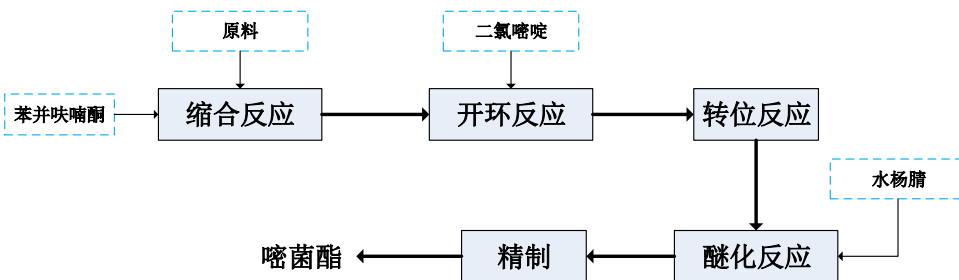 原料
二氯嘧啶
苯并呋喃酮
缩合反应
开环反应
转位反应
水杨腈
嘧菌酯
精制
醚化反应